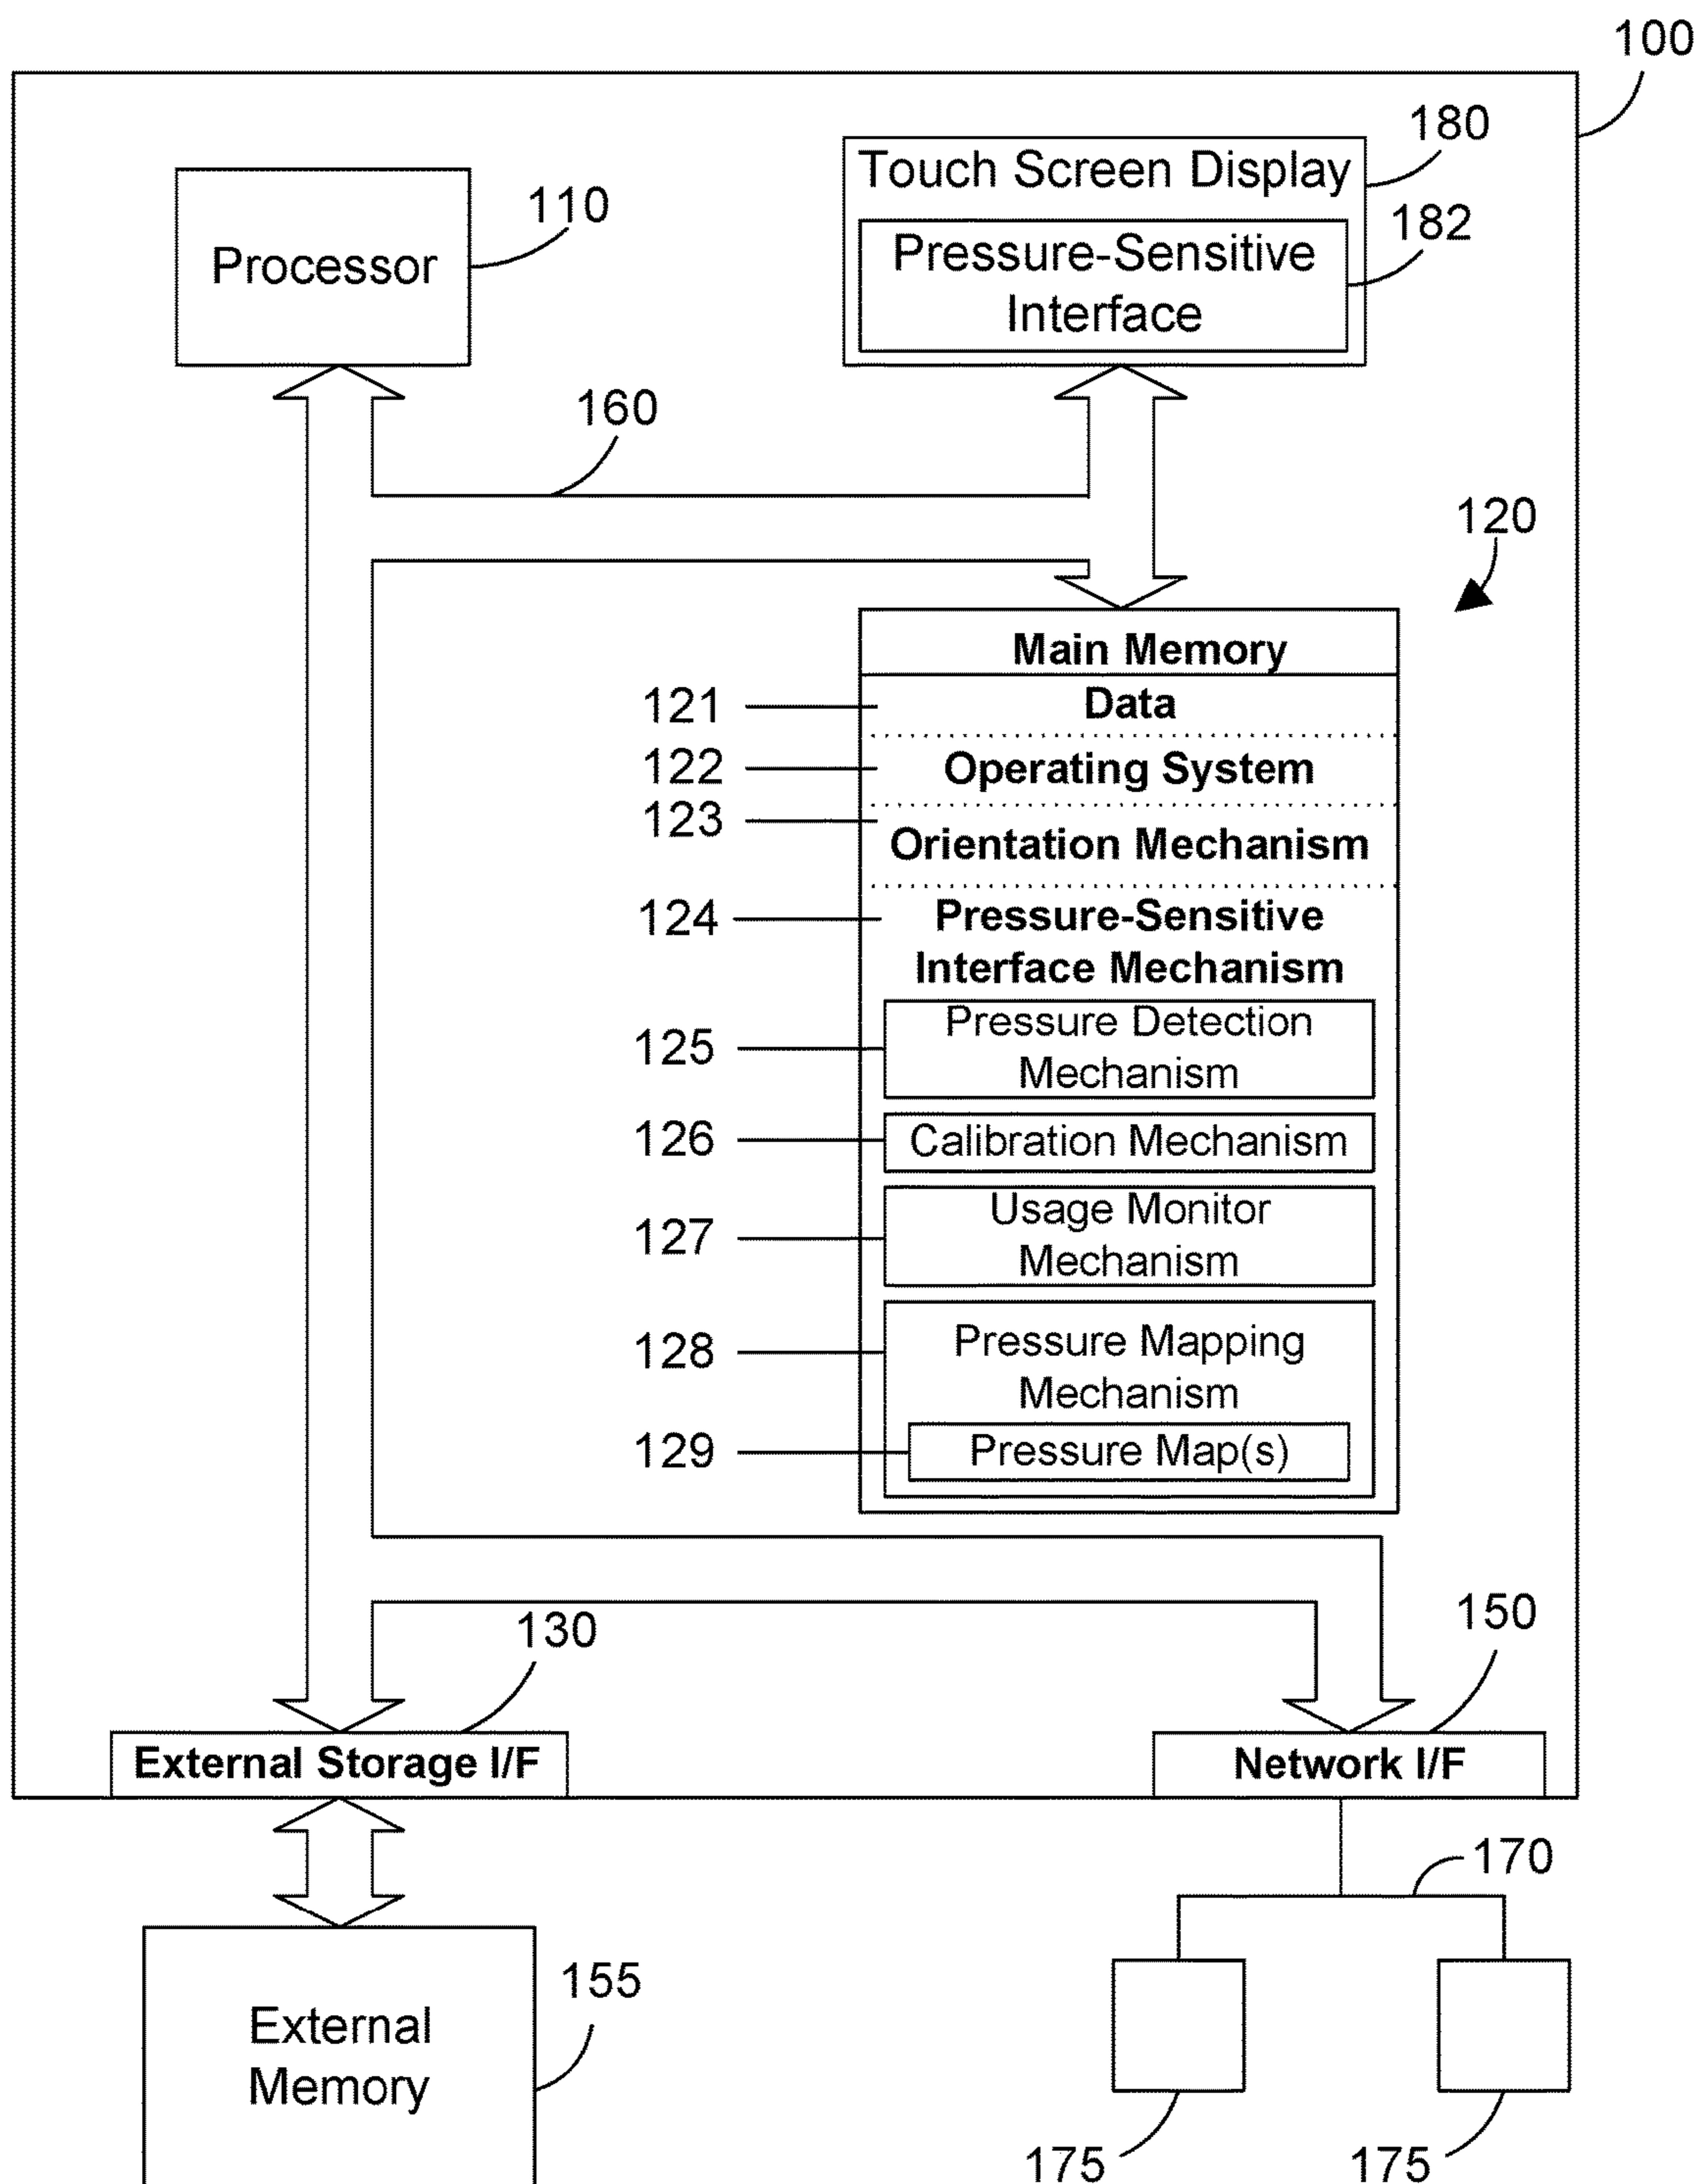 100
180
Touch Screen Display
110
182
Processor
Pressure-Sensitive
Interface
160
120
Main Memory
121
Data
122
Operating System
123
Orientation Mechanism
124
Pressure-Sensitive
Interface Mechanism
125
Pressure Detection
Mechanism
126
Calibration Mechanism
127
Usage Monitor
Mechanism
128
Pressure Mapping
Mechanism
129
Pressure Map(s)
130
150
External Storage I/F
Network I/F
170
155
External
Memory
175
175